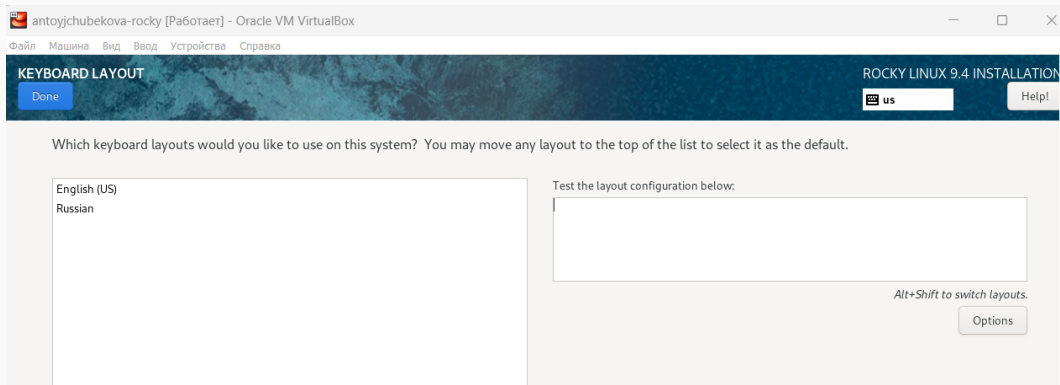 antoyjchubekova-rocky [Работает] - Oracle VM VirtualBox
Файл Машина Вид Ввод Устройства Справка
KEYBOARD LAYOUT
ROCKY LINUX 9.4 INSTALLATION
Done
us
Help!
Which keyboard layouts would you like to use on this system? You may move any layout to the top of the list to select it as the default.
English (US)
Russian
Test the layout configuration below:
Alt+Shift to switch layouts.
Options